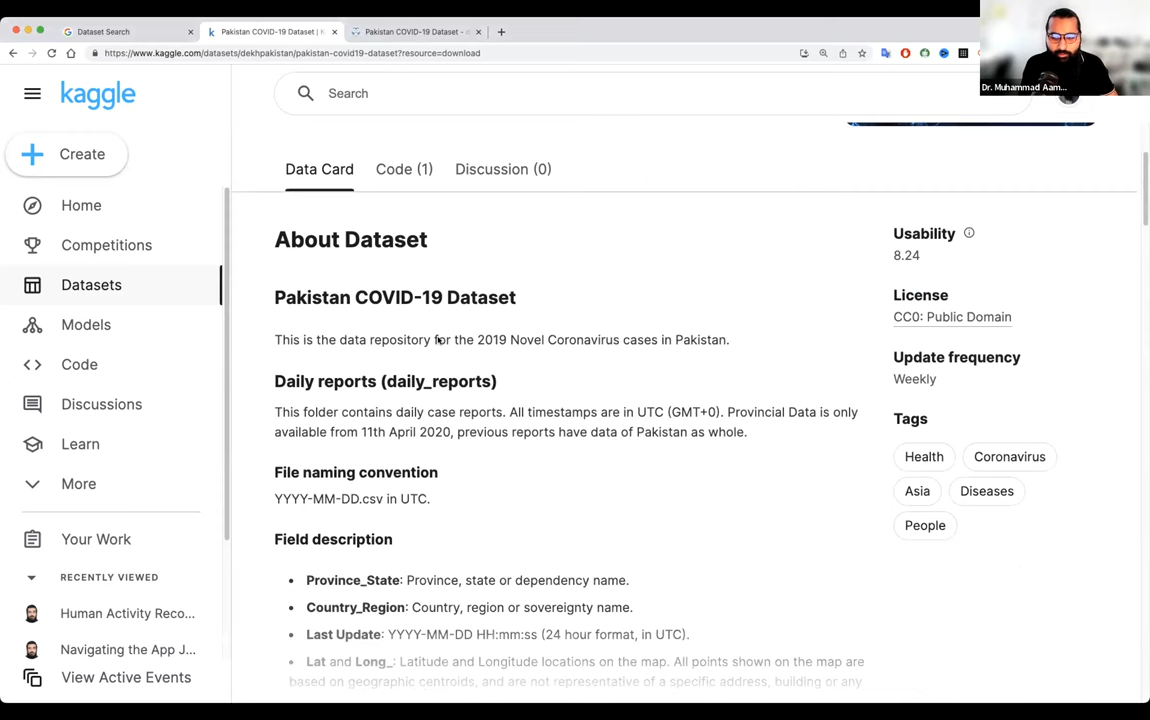 Dataset Search
Pakistan COVID-19 Dataset |
Pakistan COVID-19 Dataset -
https://www.kaggle.com/datasets/dekhpakistan/pakistan-covid19-dataset?resource=download
Dr. Muhammad Aam...
kaggle
Search
Create
Home
Competitions
Datasets
Models
Code
Discussions
Learn
More
Your Work
RECENTLY VIEWED
Human Activity Reco...
Navigating the App J...
View Active Events
Data Card
Code (1)
Discussion (0)
About Dataset
Pakistan COVID-19 Dataset
This is the data repository for the 2019 Novel Coronavirus cases in Pakistan.
Daily reports (daily_reports)
This folder contains daily case reports. All timestamps are in UTC (GMT+0). Provincial Data is only
available from 11th April 2020, previous reports have data of Pakistan as whole.
File naming convention
YYYY-MM-DD.csv in UTC.
Field description
• Province_State: Province, state or dependency name.
• Country_Region: Country, region or sovereignty name.
• Last Update: YYYY-MM-DD HH:mm:ss (24 hour format, in UTC).
• Lat and Long_: Latitude and Longitude locations on the map. All points shown on the map are
based on geographic centroids, and are not representative of a specific address, building or any
Usability
8.24
License
CC0: Public Domain
Update frequency
Weekly
Tags
Health
Coronavirus
Asia
Diseases
People